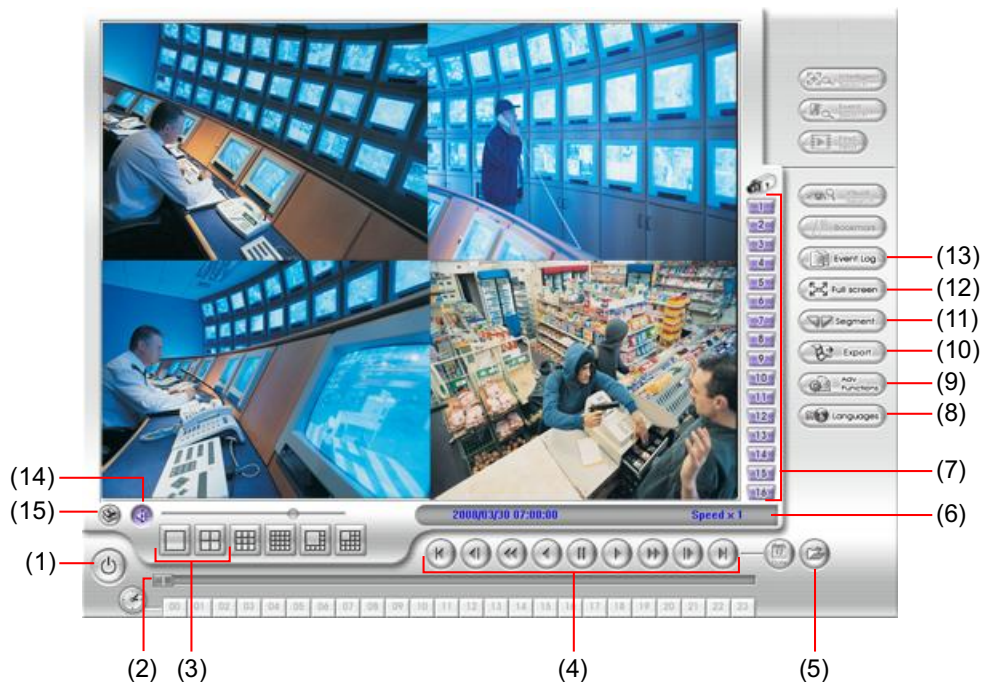 1
1
2
3
4
5
6
7
8
9
10
11
12
13
14
15
16
Bookmark
Event Log
(13)
Full screen
(12)
Segment
(11)
Export
(10)
Adv
Functions
(9)
Languages
(8)
(7)
(14)
(15)
2008/03/30 07:00:00 Speed x 1
(6)
(1)
00 01 02 03 04 05 06 07 08 09 10 11 12 13 14 15 16 17 18 19 20 21 22 23
(2) (3) (4) (5)